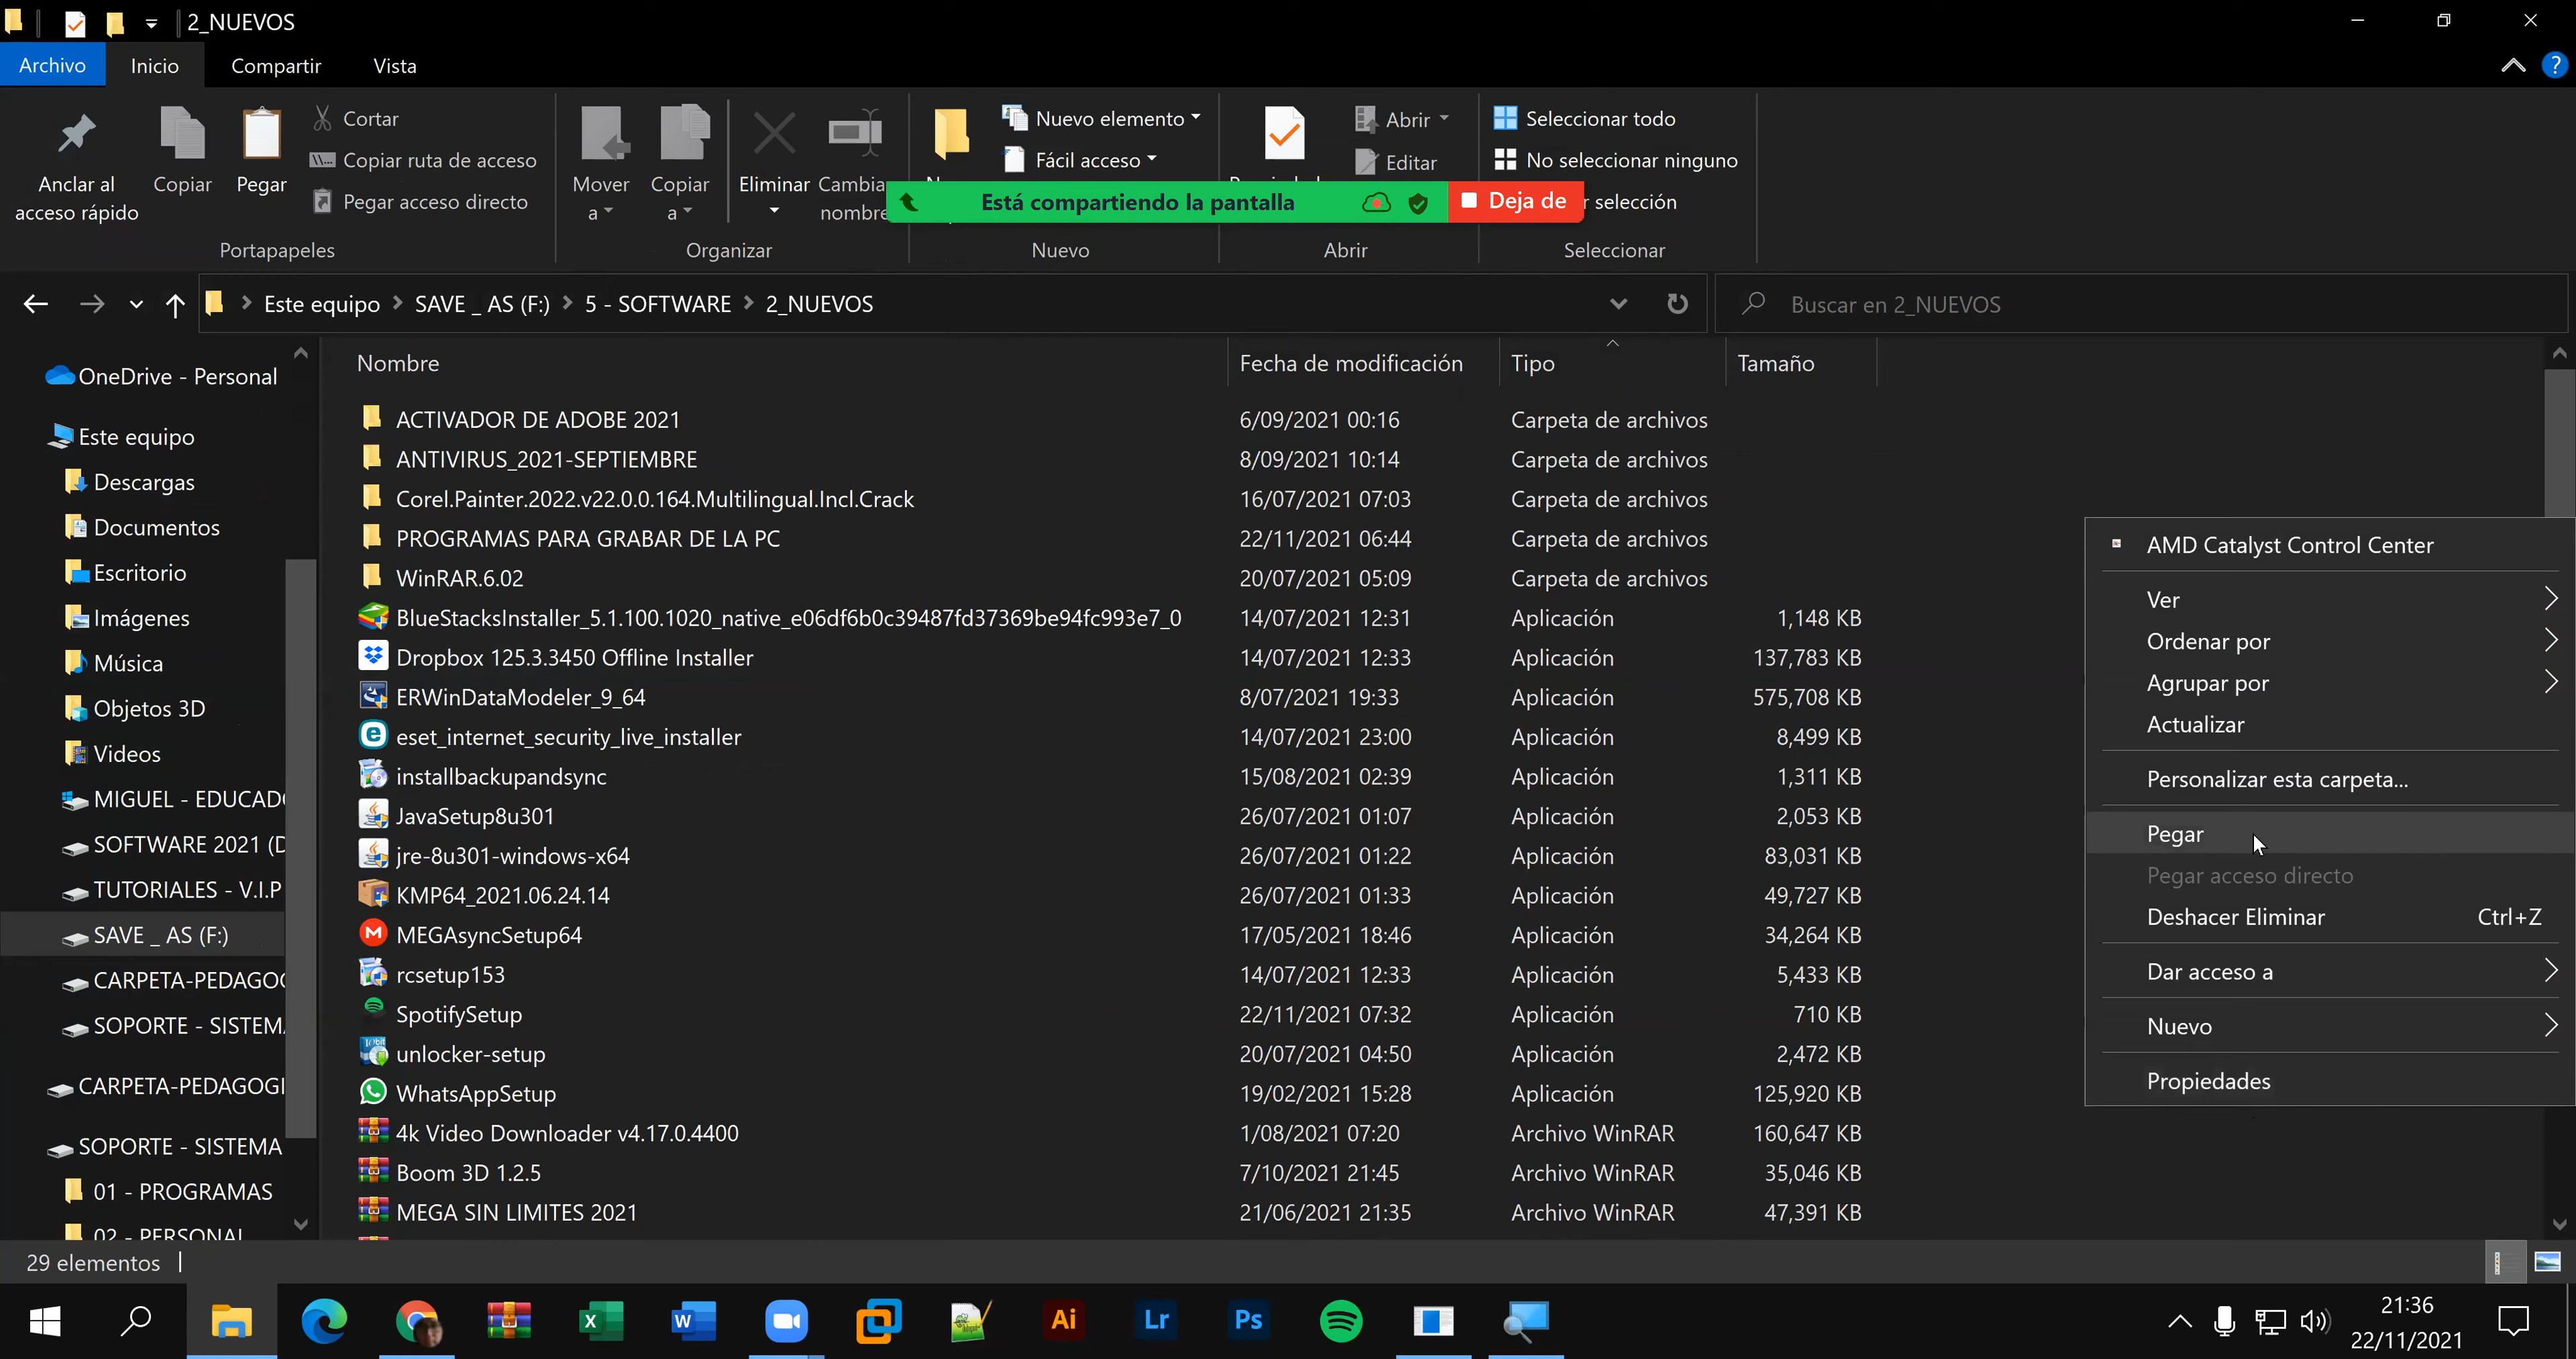 2_NUEVOS
Archivo
Inicio
Compartir
Vista
Anclar al
acceso rápido
Copiar
Pegar
Cortar
Copiar ruta de acceso
Pegar acceso directo
Portapapeles
Mover
a
Copiar
a
Eliminar
Cambia
nombre
Organizar
Nuevo elemento
Fácil acceso
Nuevo
Abrir
Editar
Abrir
Seleccionar todo
No seleccionar ninguno
selección
Seleccionar
Está compartiendo la pantalla
Deja de
Este equipo
SAVE _ AS (F:)
5 - SOFTWARE
2_NUEVOS
Buscar en 2_NUEVOS
OneDrive - Personal
Este equipo
Descargas
Documentos
Escritorio
Imágenes
Música
Objetos 3D
Videos
MIGUEL - EDUCADO
SOFTWARE 2021 (D
TUTORIALES - V.I.P
SAVE _ AS (F:)
CARPETA-PEDAGOG
SOPORTE - SISTEMA
CARPETA-PEDAGOGI
SOPORTE - SISTEMA
01 - PROGRAMAS
02 - PERSONAL
Nombre Fecha de modificación Tipo Tamaño
ACTIVADOR DE ADOBE 2021 6/09/2021 00:16 Carpeta de archivos
ANTIVIRUS_2021-SEPTIEMBRE 8/09/2021 10:14 Carpeta de archivos
Corel.Painter.2022.v22.0.0.164.Multilingual.Incl.Crack 16/07/2021 07:03 Carpeta de archivos
PROGRAMAS PARA GRABAR DE LA PC 22/11/2021 06:44 Carpeta de archivos
WinRAR.6.02 20/07/2021 05:09 Carpeta de archivos
BlueStacksInstaller_5.1.100.1020_native_e06df6b0c39487fd37369be94fc993e7_0 14/07/2021 12:31 Aplicación 1,148 KB
Dropbox 125.3.3450 Offline Installer 14/07/2021 12:33 Aplicación 137,783 KB
ERWinDataModeler_9_64 8/07/2021 19:33 Aplicación 575,708 KB
eset_internet_security_live_installer 14/07/2021 23:00 Aplicación 8,499 KB
installbackupandsync 15/08/2021 02:39 Aplicación 1,311 KB
JavaSetup8u301 26/07/2021 01:07 Aplicación 2,053 KB
jre-8u301-windows-x64 26/07/2021 01:22 Aplicación 83,031 KB
KMP64_2021.06.24.14 26/07/2021 01:33 Aplicación 49,727 KB
MEGAsyncSetup64 17/05/2021 18:46 Aplicación 34,264 KB
rcsetup153 14/07/2021 12:33 Aplicación 5,433 KB
SpotifySetup 22/11/2021 07:32 Aplicación 710 KB
unlocker-setup 20/07/2021 04:50 Aplicación 2,472 KB
WhatsAppSetup 19/02/2021 15:28 Aplicación 125,920 KB
4k Video Downloader v4.17.0.4400 1/08/2021 07:20 Archivo WinRAR 160,647 KB
Boom 3D 1.2.5 7/10/2021 21:45 Archivo WinRAR 35,046 KB
MEGA SIN LIMITES 2021 21/06/2021 21:35 Archivo WinRAR 47,391 KB
AMD Catalyst Control Center
Ver
Ordenar por
Agrupar por
Actualizar
Personalizar esta carpeta...
Pegar
Pegar acceso directo
Deshacer Eliminar Ctrl+Z
Dar acceso a
Nuevo
Propiedades
29 elementos
Ai
Lr
Ps
21:36
22/11/2021